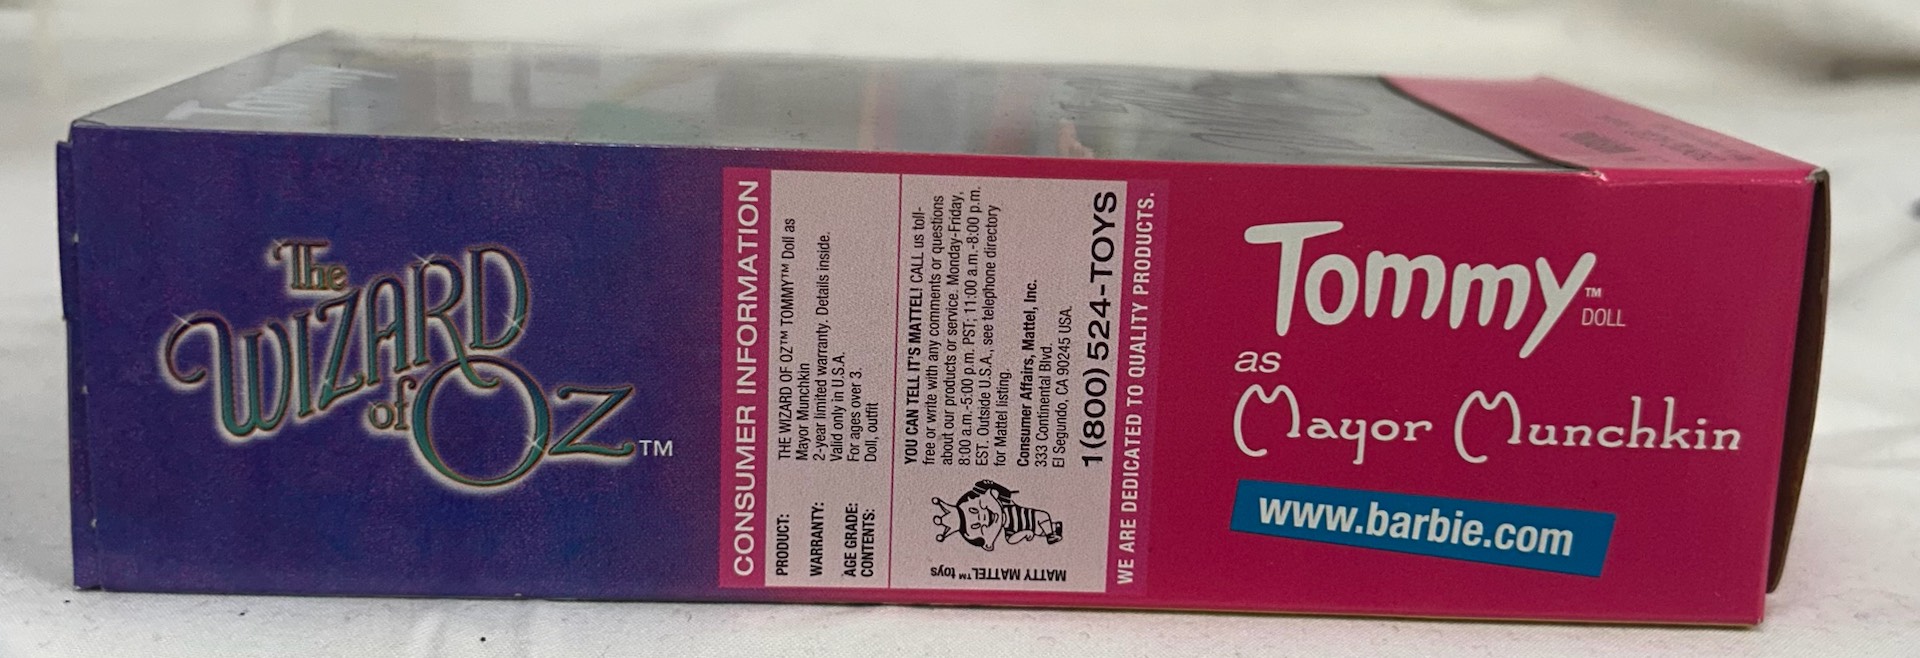 The
WIZARD
of
OZ™
CONSUMER INFORMATION
PRODUCT: THE WIZARD OF OZ™ TOMMY™ Doll as
Mayor Munchkin
WARRANTY: 2-year limited warranty. Details inside.
Valid only in U.S.A.
AGE GRADE: For ages over 3.
CONTENTS: Doll, outfit
YOU CAN TELL IT'S MATTEL! CALL us toll-
free or write with any comments or questions
about our products or service. Monday-Friday,
8:00 a.m.-5:00 p.m. PST; 11:00 a.m.-8:00 p.m.
EST. Outside U.S.A., see telephone directory
for Mattel listing.
Consumer Affairs, Mattel, Inc.
333 Continental Blvd.
El Segundo, CA 90245 USA.
1(800) 524-TOYS
MATTY MATTEL™ toys
WE ARE DEDICATED TO QUALITY PRODUCTS.
Tommy™
DOLL
as
Mayor Munchkin
www.barbie.com